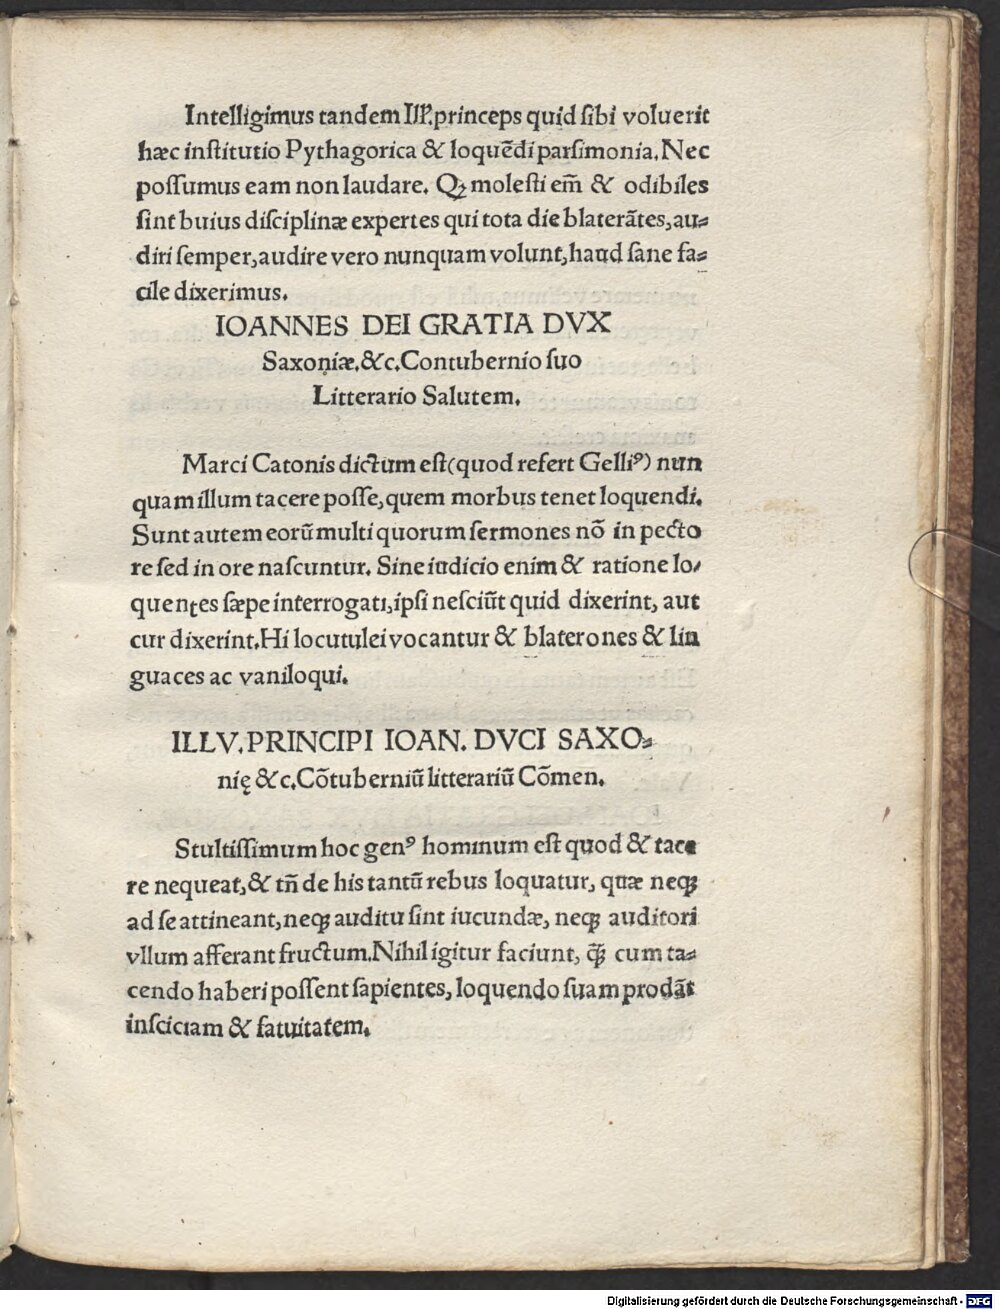 Intelligimus tandem Ill. princeps quid sibi voluerit
hæc institutio Pythagorica & loquēdi parsimonia. Nec
possumus eam non laudare. Qꝫ molesti em̄ & odibiles
sint huius disciplinæ expertes qui tota die blaterātes, au⸗
diri semper, audire vero nunquam volunt, haud sane fa⸗
cile dixerimus.
IOANNES DEI GRATIA DVX
Saxoniæ. &c. Contubernio suo
Litterario Salutem.
Marci Catonis dictum est (quod refert Gelliꝰ) nun
quam illum tacere posse, quem morbus tenet loquendi.
Sunt autem eorū multi quorum sermones nō in pecto
re sed in ore nascuntur. Sine iudicio enim & ratione lo⸗
quentes sæpe interrogati, ipsi nesciūt quid dixerint, aut
cur dixerint. Hi locutulei vocantur & blaterones & lin
guaces ac vaniloqui.
ILLV. PRINCIPI IOAN. DVCI SAXO⸗
nię &c. Cōtuberniū litterariū Cōmen.
Stultissimum hoc genꝰ hominum est quod & tace
re nequeat, & tn̄ de his tantū rebus loquatur, quæ neqꝫ
ad se attineant, neqꝫ auditu sint iucundæ, neqꝫ auditori
vllum afferant fructum. Nihil igitur faciunt, q̄ꝫ cum ta⸗
cendo haberi possent sapientes, loquendo suam prodāt
insciciam & fatuitatem.
Digitalisierung gefördert durch die Deutsche Forschungsgemeinschaft - DFG